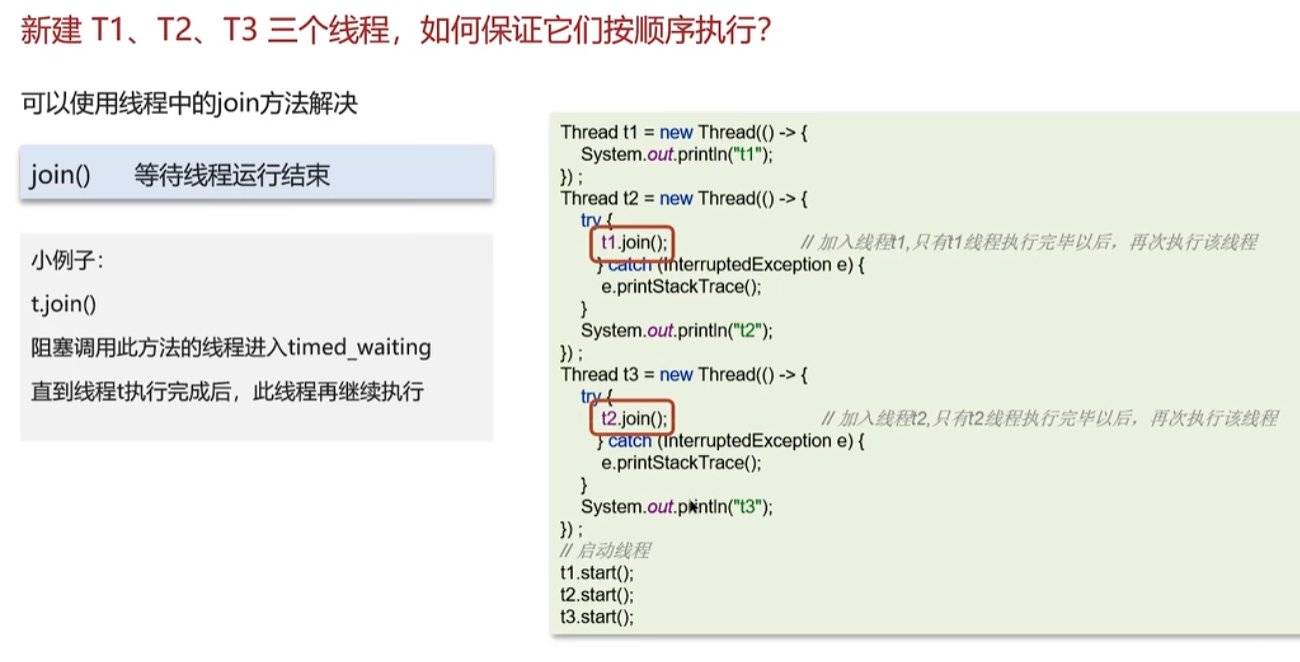 新建 T1、T2、T3 三个线程，如何保证它们按顺序执行？
可以使用线程中的join方法解决
join() 等待线程运行结束
小例子：
t.join()
阻塞调用此方法的线程进入timed_waiting
直到线程t执行完成后，此线程再继续执行
Thread t1 = new Thread(() -> {
System.out.println("t1");
}) ;
Thread t2 = new Thread(() -> {
try {
t1.join(); // 加入线程t1,只有t1线程执行完毕以后，再次执行该线程
} catch (InterruptedException e) {
e.printStackTrace();
}
System.out.println("t2");
}) ;
Thread t3 = new Thread(() -> {
try {
t2.join(); // 加入线程t2,只有t2线程执行完毕以后，再次执行该线程
} catch (InterruptedException e) {
e.printStackTrace();
}
System.out.println("t3");
}) ;
// 启动线程
t1.start();
t2.start();
t3.start();